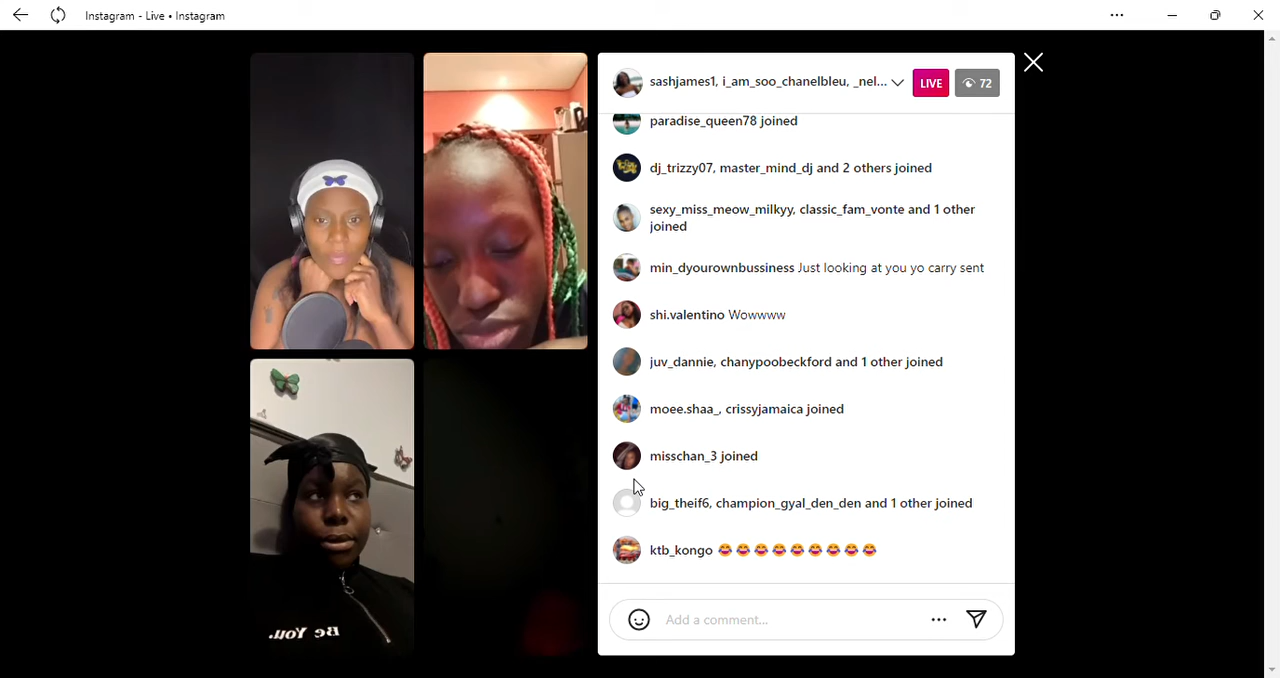 Instagram - Live • Instagram
sashjames1, i_am_soo_chanelbleu, _nel...
LIVE
72
paradise_queen78 joined
dj_trizzy07, master_mind_dj and 2 others joined
sexy_miss_meow_milkyy, classic_fam_vonte and 1 other
joined
min_dyourownbussiness Just looking at you yo carry sent
shi.valentino Wowwww
juv_dannie, chanypoobeckford and 1 other joined
moee.shaa_, crissyjamaica joined
misschan_3 joined
big_theif6, champion_gyal_den_den and 1 other joined
ktb_kongo 😂😂😂😂😂😂😂😂😂
Add a comment...
Be You.